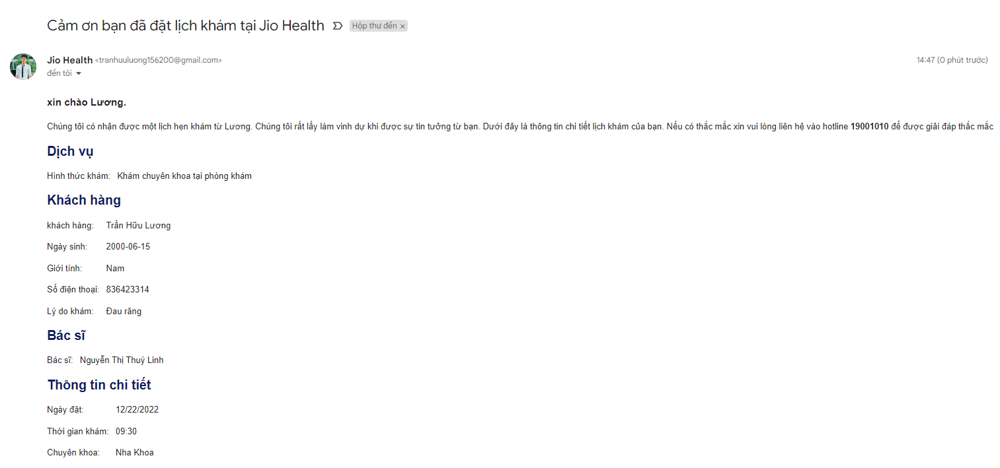 Cảm ơn bạn đã đặt lịch khám tại Jio Health Hộp thư đến ×
Jio Health <tranhuuluong156200@gmail.com> 14:47 (0 phút trước)
đến tôi
xin chào Lương.
Chúng tôi có nhận được một lịch hẹn khám từ Lương. Chúng tôi rất lấy làm vinh dự khi được sự tin tưởng từ bạn. Dưới đây là thông tin chi tiết lịch khám của bạn. Nếu có thắc mắc xin vui lòng liên hệ vào hotline 19001010 để được giải đáp thắc mắc
Dịch vụ
Hình thức khám: Khám chuyên khoa tại phòng khám
Khách hàng
khách hàng: Trần Hữu Lương
Ngày sinh: 2000-06-15
Giới tính: Nam
Số điện thoại: 836423314
Lý do khám: Đau răng
Bác sĩ
Bác sĩ: Nguyễn Thị Thuý Linh
Thông tin chi tiết
Ngày đặt: 12/22/2022
Thời gian khám: 09:30
Chuyên khoa: Nha Khoa